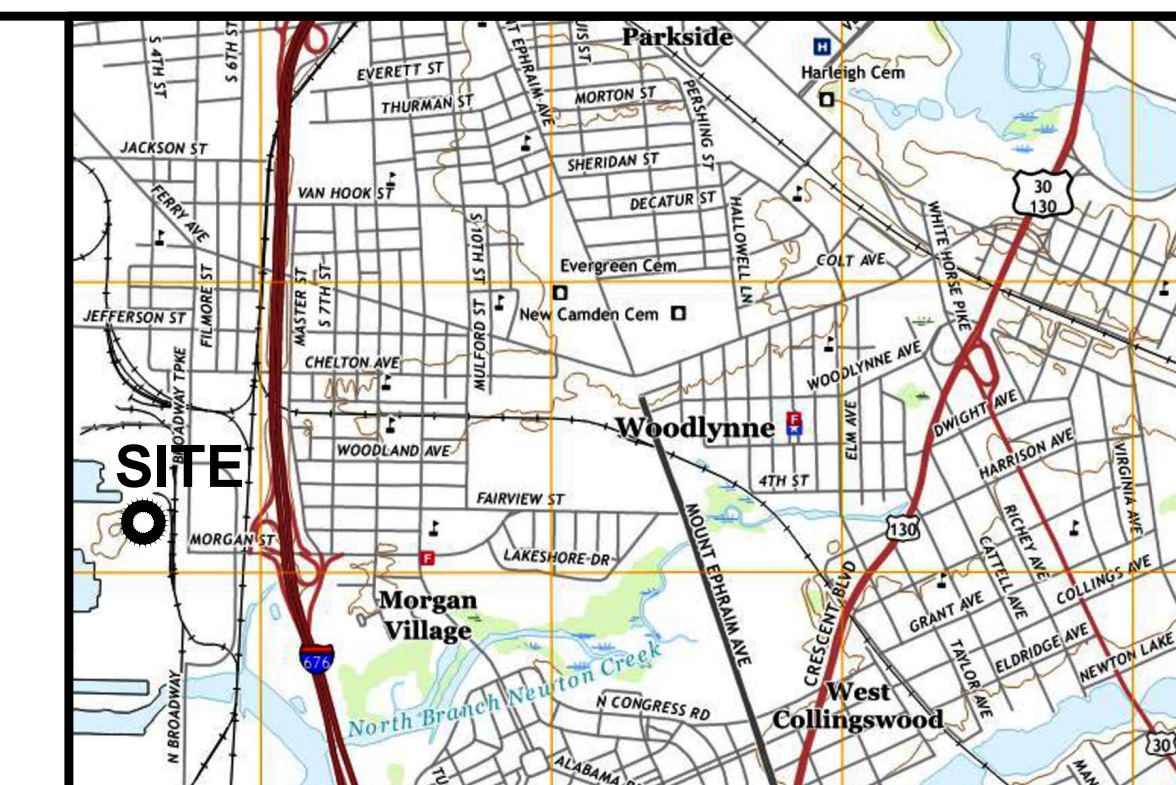 Parkside
H
Harleigh Cem
S 4TH ST
S 6TH ST
EVERETT ST
THURMAN ST
MORTON ST
PERSHING ST
JACKSON ST
SHERIDAN ST
VAN HOOK ST
DECATUR ST
30
130
FERRY AVE
S 10TH ST
HALLOWELL LN
WHITE HORSE PIKE
COLT AVE
Evergreen Cem
New Camden Cem
FILMORE ST
MASTER ST
S 7TH ST
JEFFERSON ST
MULFORD ST
CHELTON AVE
WOODLYNNE AVE
BROADWAY TPKE
Woodlynne
F
ELM AVE
DWIGHT AVE
HARRISON AVE
VIRGINIA AVE
SITE
WOODLAND AVE
4TH ST
FAIRVIEW ST
MORGAN ST
130
LAKESHORE DR
F
MOUNT EPHRAIM AVE
RICHEY AVE
CATTELL AVE
COLLINGS AVE
Morgan
Village
CRESCENT BLVD
GRANT AVE
ELDRIDGE AVE
TAYLOR AVE
NEWTON LAKE
676
North Branch Newton Creek
N BROADWAY
N CONGRESS RD
West
Collingswood
30
ALABAMA